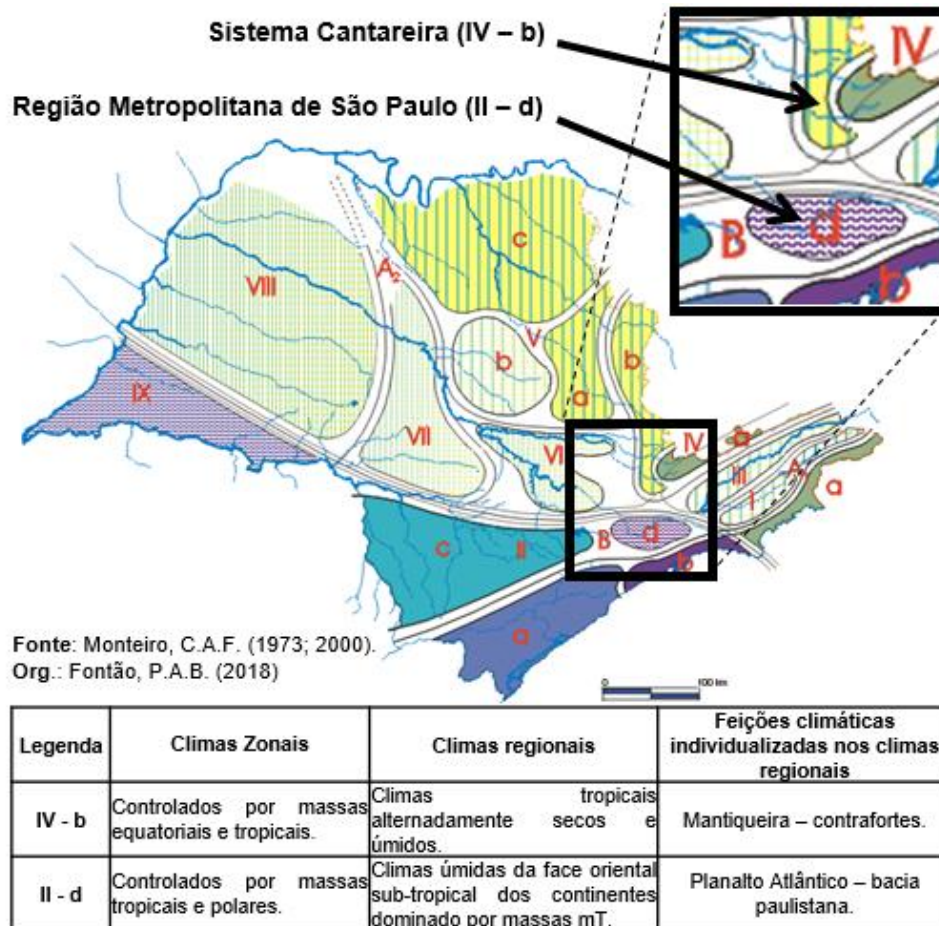 Sistema Cantareira (IV – b)
Região Metropolitana de São Paulo (II – d)
IV
B
d
b
c
VIII
A
V
b
b
a
IX
VII
VI
IV
a
III
A
I
a
c
II
B
d
b
a
Fonte: Monteiro, C.A.F. (1973; 2000).
Org.: Fontão, P.A.B. (2018)
0
100 km
Legenda
Climas Zonais
Climas regionais
Feições climáticas
individualizadas nos climas
regionais
IV - b
Controlados por massas
equatoriais e tropicais.
Climas tropicais
alternadamente secos e
úmidos.
Mantiqueira – contrafortes.
II - d
Controlados por massas
tropicais e polares.
Climas úmidas da face oriental
sub-tropical dos continentes
dominado por massas mT.
Planalto Atlântico – bacia
paulistana.